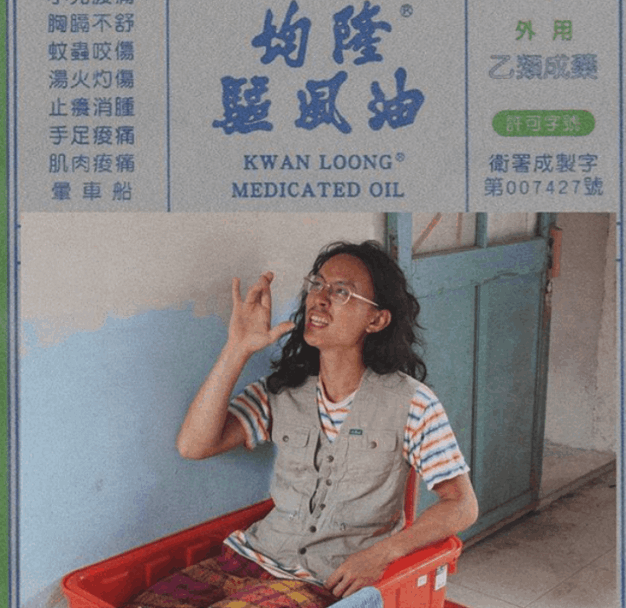 胸膈不舒
蚊蟲咬傷
湯火灼傷
止癢消腫
手足痠痛
肌肉痠痛
暈車船
均隆®
驅風油
KWAN LOONG®
MEDICATED OIL
外用
乙類成藥
許可字號
衛署成製字
第007427號